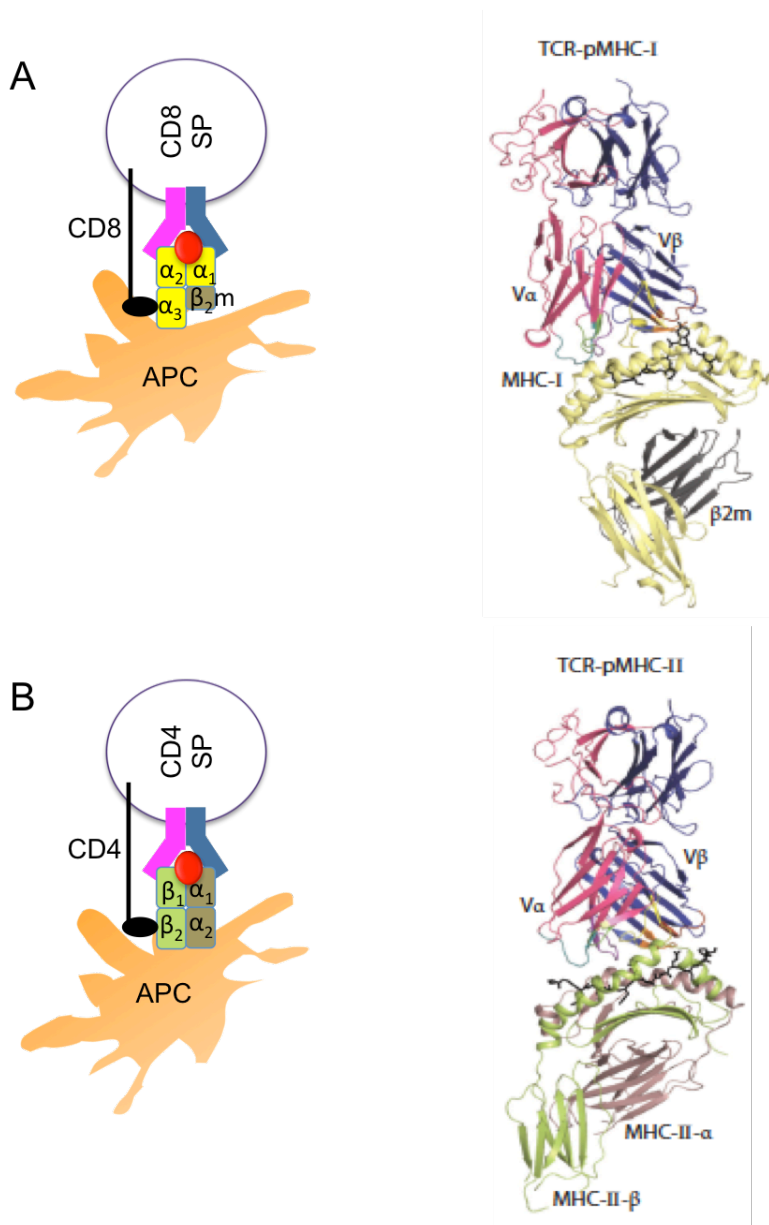 A
CD8
SP
CD8
α₂ α₁
α₃ β₂m
APC
TCR-pMHC-I
Vβ
Vα
MHC-I
β2m
B
CD4
SP
CD4
β₁ α₁
β₂ α₂
APC
TCR-pMHC-II
Vβ
Vα
MHC-II-α
MHC-II-β